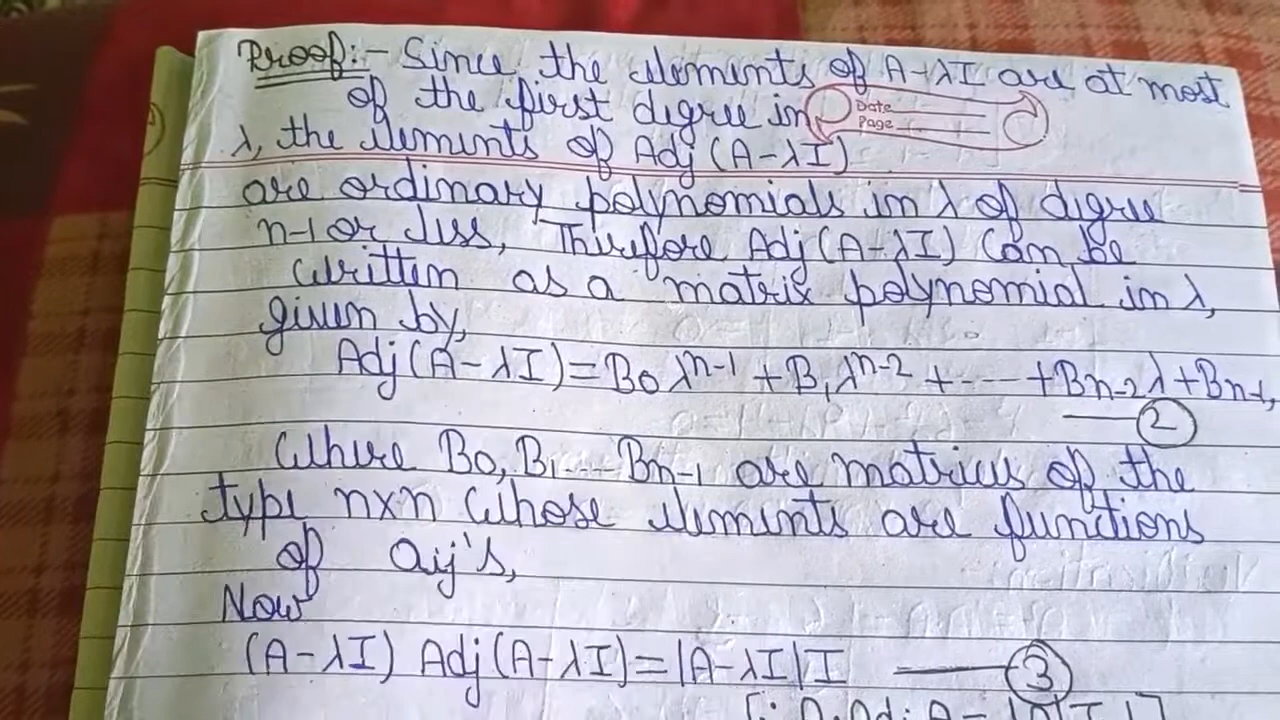 Proof:- Since the elements of A-λI are at most
of the first degree in
Date
Page
λ, the elements of Adj (A-λI)
are ordinary polynomials in λ of degree
n-1 or less, Therefore Adj (A-λI) can be
written as a matrix polynomial in λ,
given by,
Adj(A-λI)=B₀λⁿ⁻¹+B₁λⁿ⁻²+-----+Bn-2λ+Bn-1,
② 
Where B₀, B₁----Bn-1 are matrices of the
type n×n whose elements are functions
of aij's,
Now
(A-λI) Adj(A-λI)=|A-λI|I —— ③